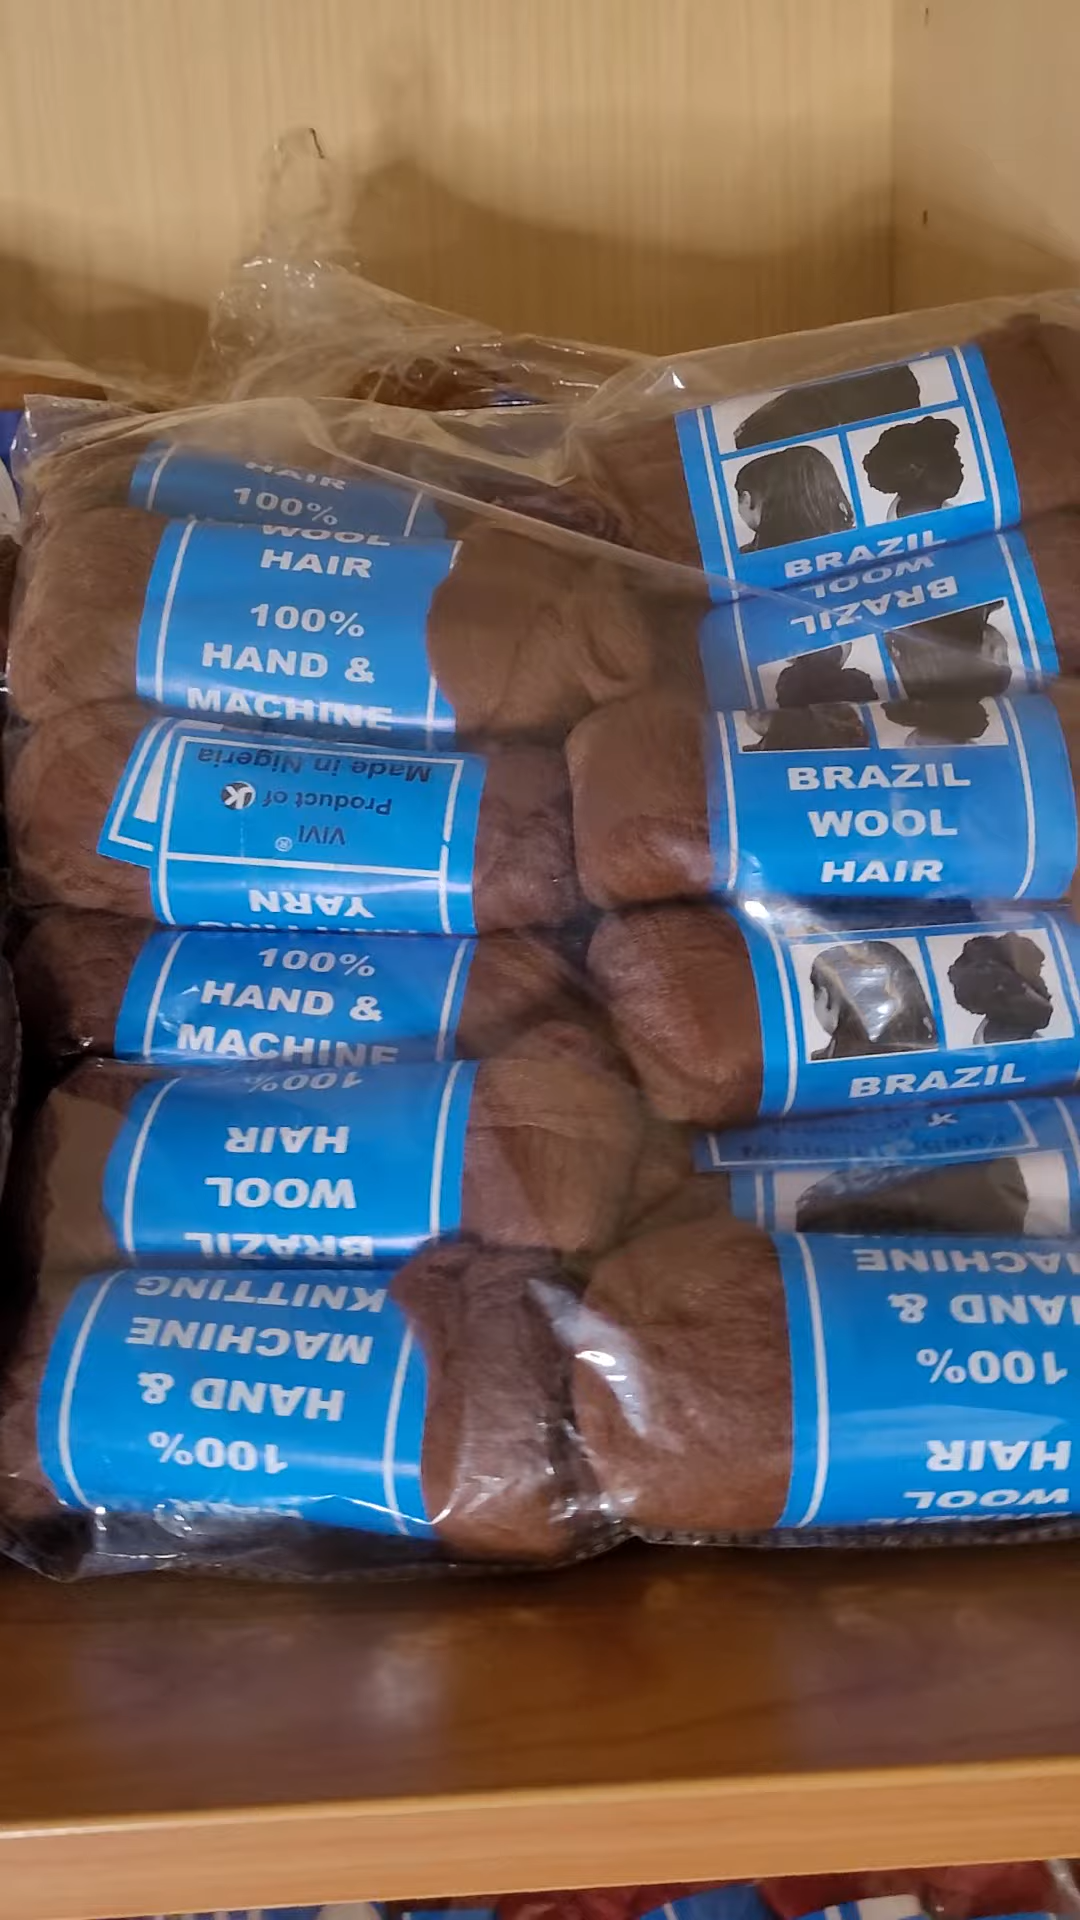 HAIR
100%
WOOL
HAIR
100%
HAND &
MACHINE
Made in Nigeria
Product of
VIVI®
YARN
100%
HAND &
MACHINE
100%
HAIR
WOOL
BRAZIL
KNITTING
MACHINE
HAND &
100%
BRAZIL
WOOL
BRAZIL
BRAZIL
WOOL
HAIR
BRAZIL
MACHINE
HAND &
100%
HAIR
WOOL
BRAZIL